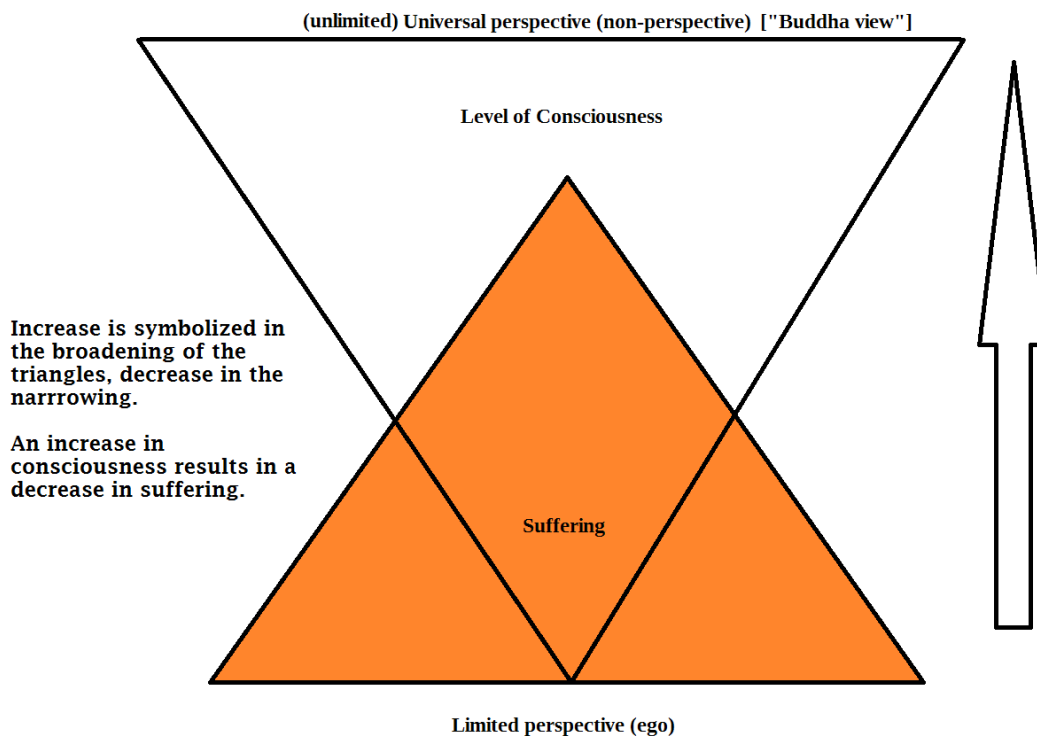 (unlimited) Universal perspective (non-perspective) ["Buddha view"]
Level of Consciousness
Increase is symbolized in
the broadening of the
triangles, decrease in the
narrrowing.
An increase in
consciousness results in a
decrease in suffering.
Suffering
Limited perspective (ego)